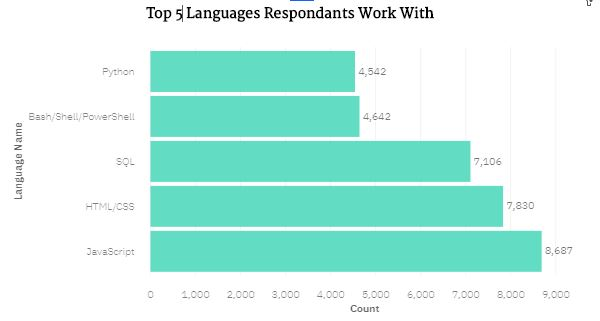 Top 5 Languages Respondants Work With
Language Name
Python
4,542
Bash/Shell/PowerShell
4,642
SQL
7,106
HTML/CSS
7,830
JavaScript
8,687
0 1,000 2,000 3,000 4,000 5,000 6,000 7,000 8,000 9,000
Count